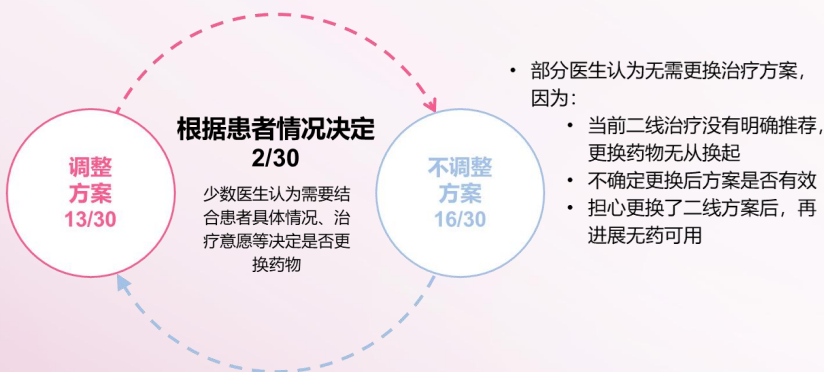 调整
方案
13/30
根据患者情况决定
2/30
少数医生认为需要结
合患者具体情况、治
疗意愿等决定是否更
换药物
不调整
方案
16/30
• 部分医生认为无需更换治疗方案，
因为：
• 当前二线治疗没有明确推荐，
更换药物无从换起
• 不确定更换后方案是否有效
• 担心更换了二线方案后，再
进展无药可用